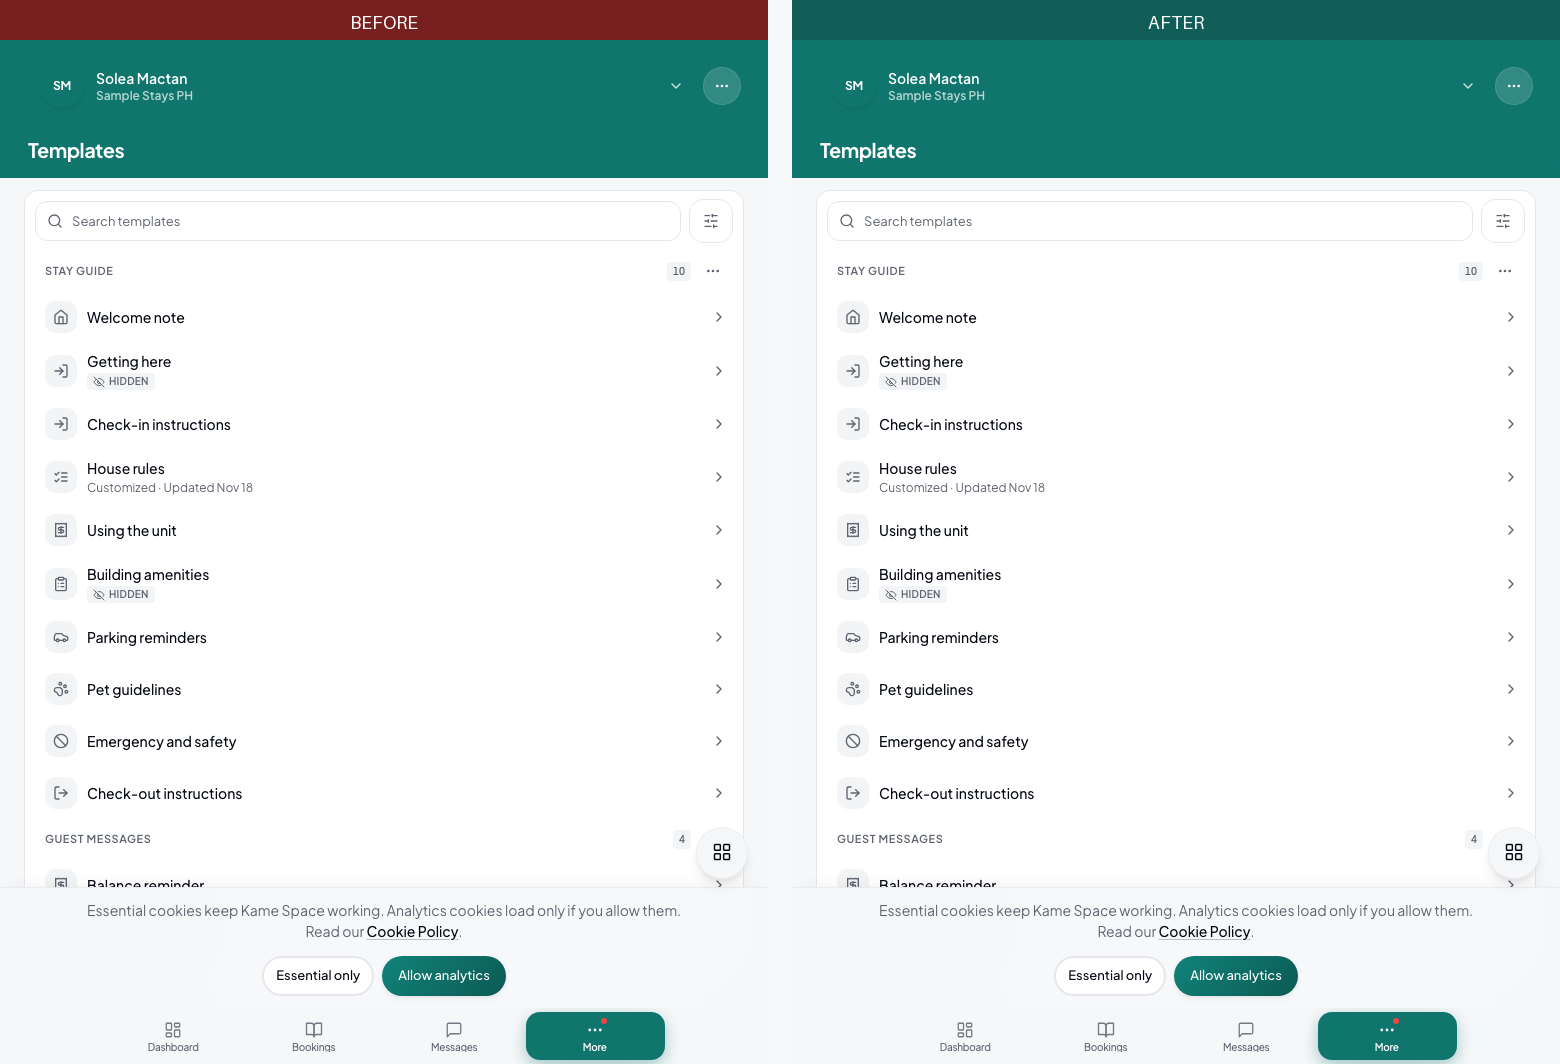 BEFORE
SM
Solea Mactan
Sample Stays PH
Templates
Search templates
STAY GUIDE
10
Welcome note
Getting here
HIDDEN
Check-in instructions
House rules
Customized · Updated Nov 18
Using the unit
Building amenities
HIDDEN
Parking reminders
Pet guidelines
Emergency and safety
Check-out instructions
GUEST MESSAGES
4
Balance reminder
Essential cookies keep Kame Space working. Analytics cookies load only if you allow them.
Read our Cookie Policy.
Essential only
Allow analytics
Dashboard
Bookings
Messages
More
AFTER
SM
Solea Mactan
Sample Stays PH
Templates
Search templates
STAY GUIDE
10
Welcome note
Getting here
HIDDEN
Check-in instructions
House rules
Customized · Updated Nov 18
Using the unit
Building amenities
HIDDEN
Parking reminders
Pet guidelines
Emergency and safety
Check-out instructions
GUEST MESSAGES
4
Balance reminder
Essential cookies keep Kame Space working. Analytics cookies load only if you allow them.
Read our Cookie Policy.
Essential only
Allow analytics
Dashboard
Bookings
Messages
More